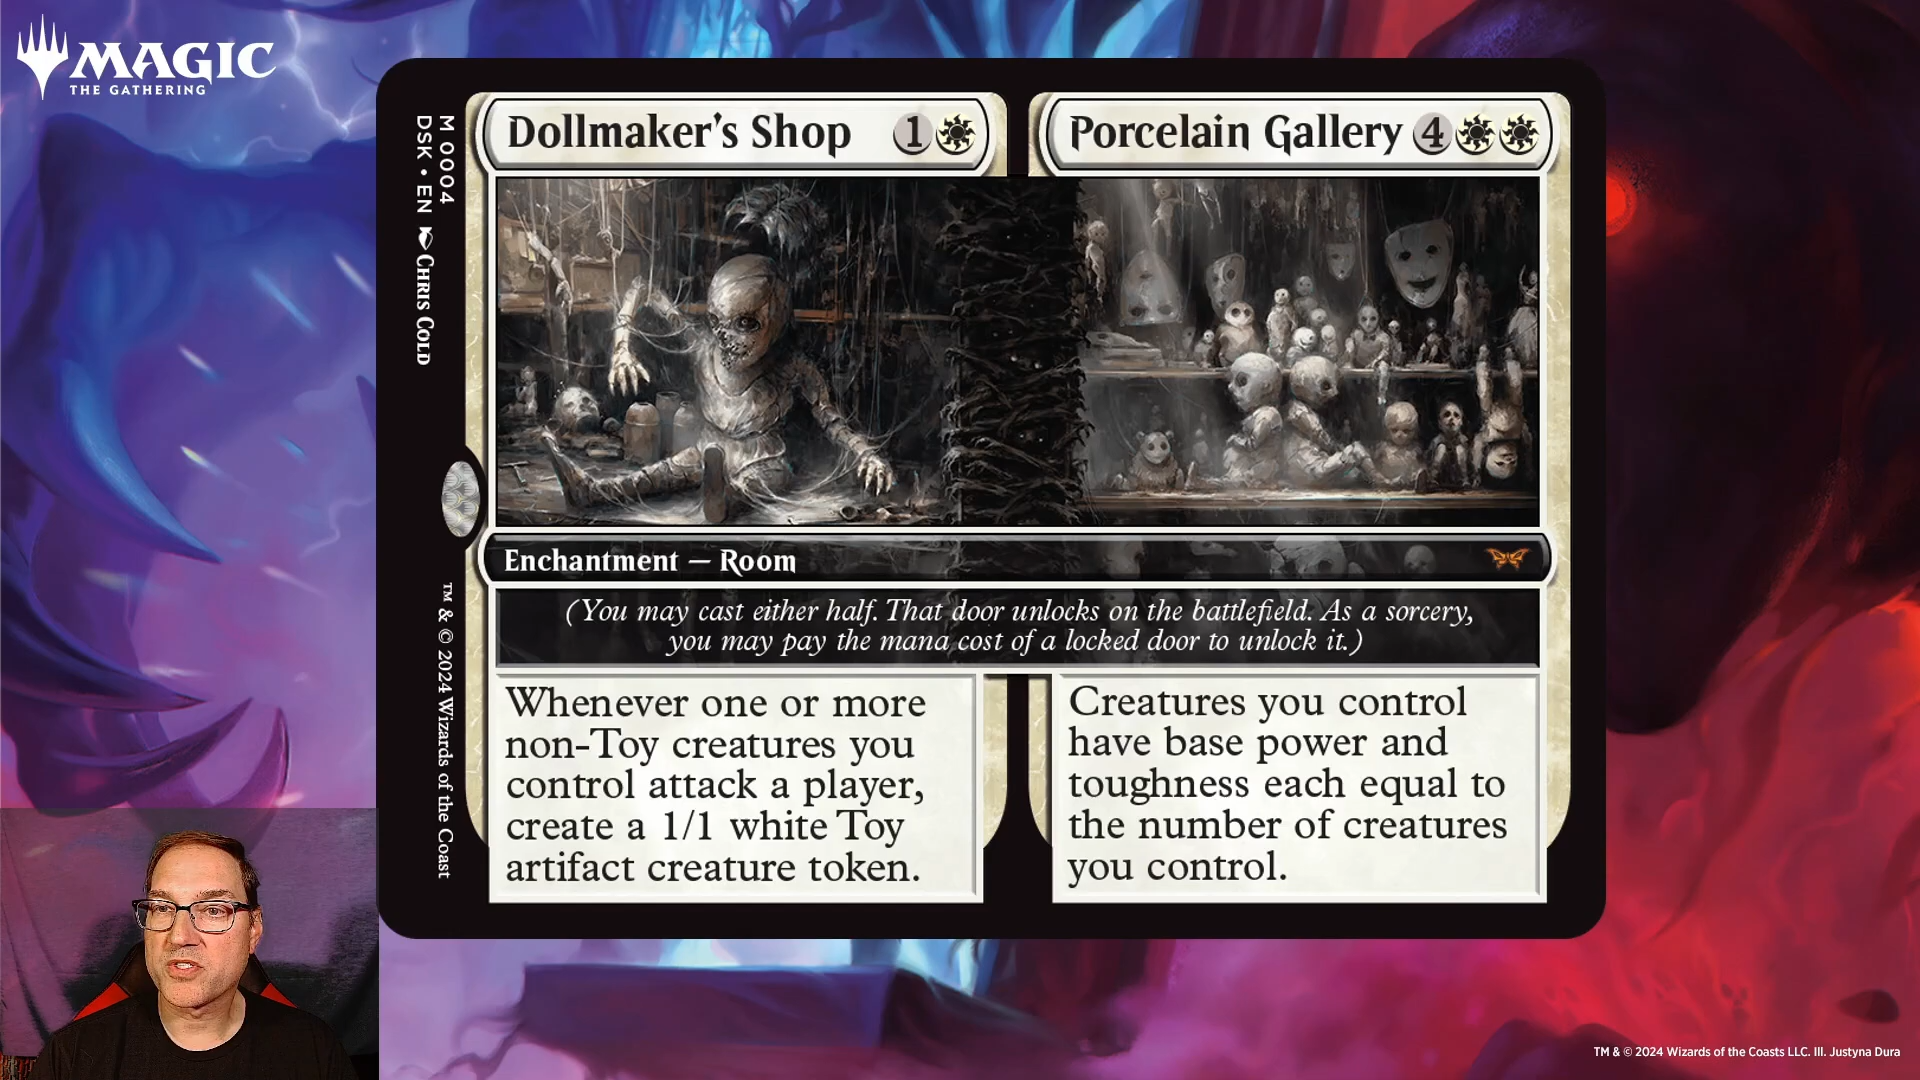 MAGIC
THE GATHERING
M 0004
DSK • EN CHRIS COLD
™ & © 2024 Wizards of the Coast
Dollmaker's Shop 1
Porcelain Gallery 4
Enchantment — Room
(You may cast either half. That door unlocks on the battlefield. As a sorcery,
you may pay the mana cost of a locked door to unlock it.)
Whenever one or more
non-Toy creatures you
control attack a player,
create a 1/1 white Toy
artifact creature token.
Creatures you control
have base power and
toughness each equal to
the number of creatures
you control.
TM & © 2024 Wizards of the Coasts LLC. Ill. Justyna Dura